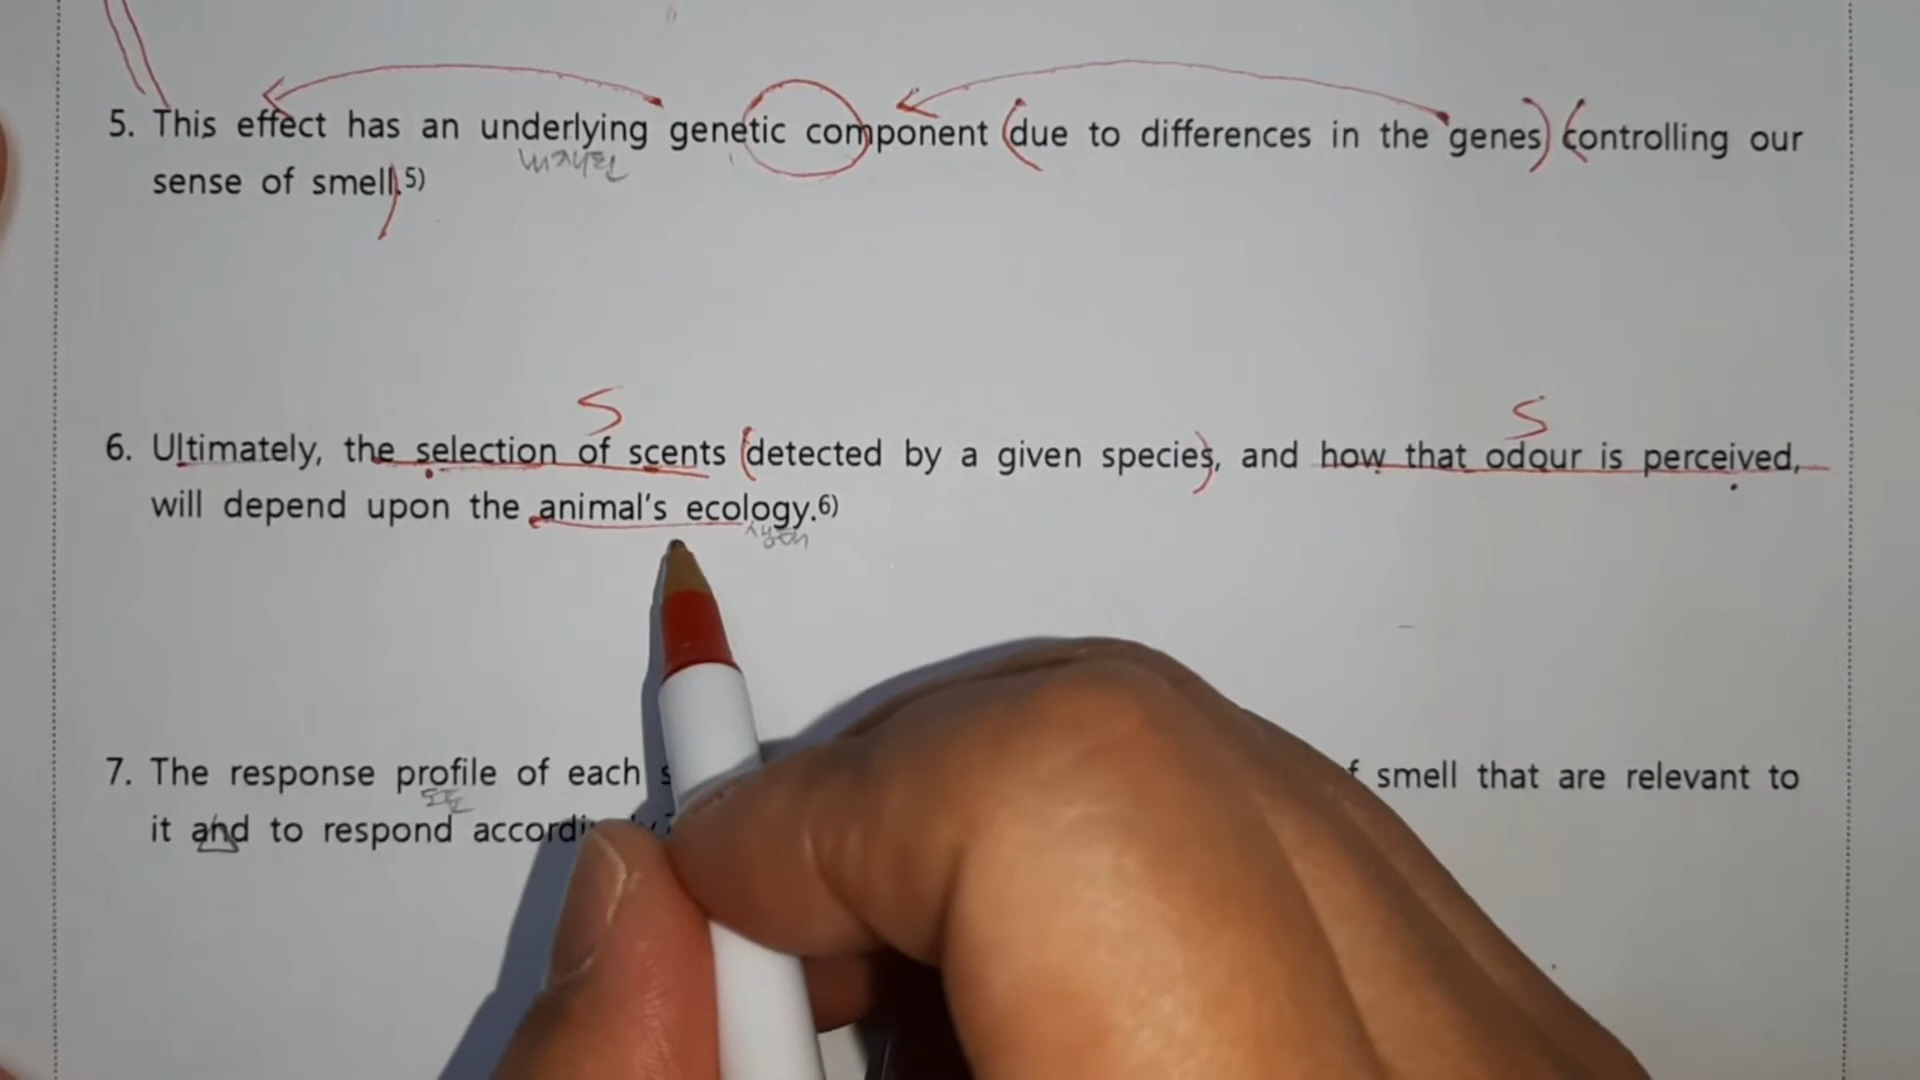 5. This effect has an underlying genetic component due to differences in the genes controlling our
sense of smell.5)
S
S
6. Ultimately, the selection of scents detected by a given species, and how that odour is perceived,
will depend upon the animal's ecology.6)
생태
7. The response profile of each
smell that are relevant to
it and to respond